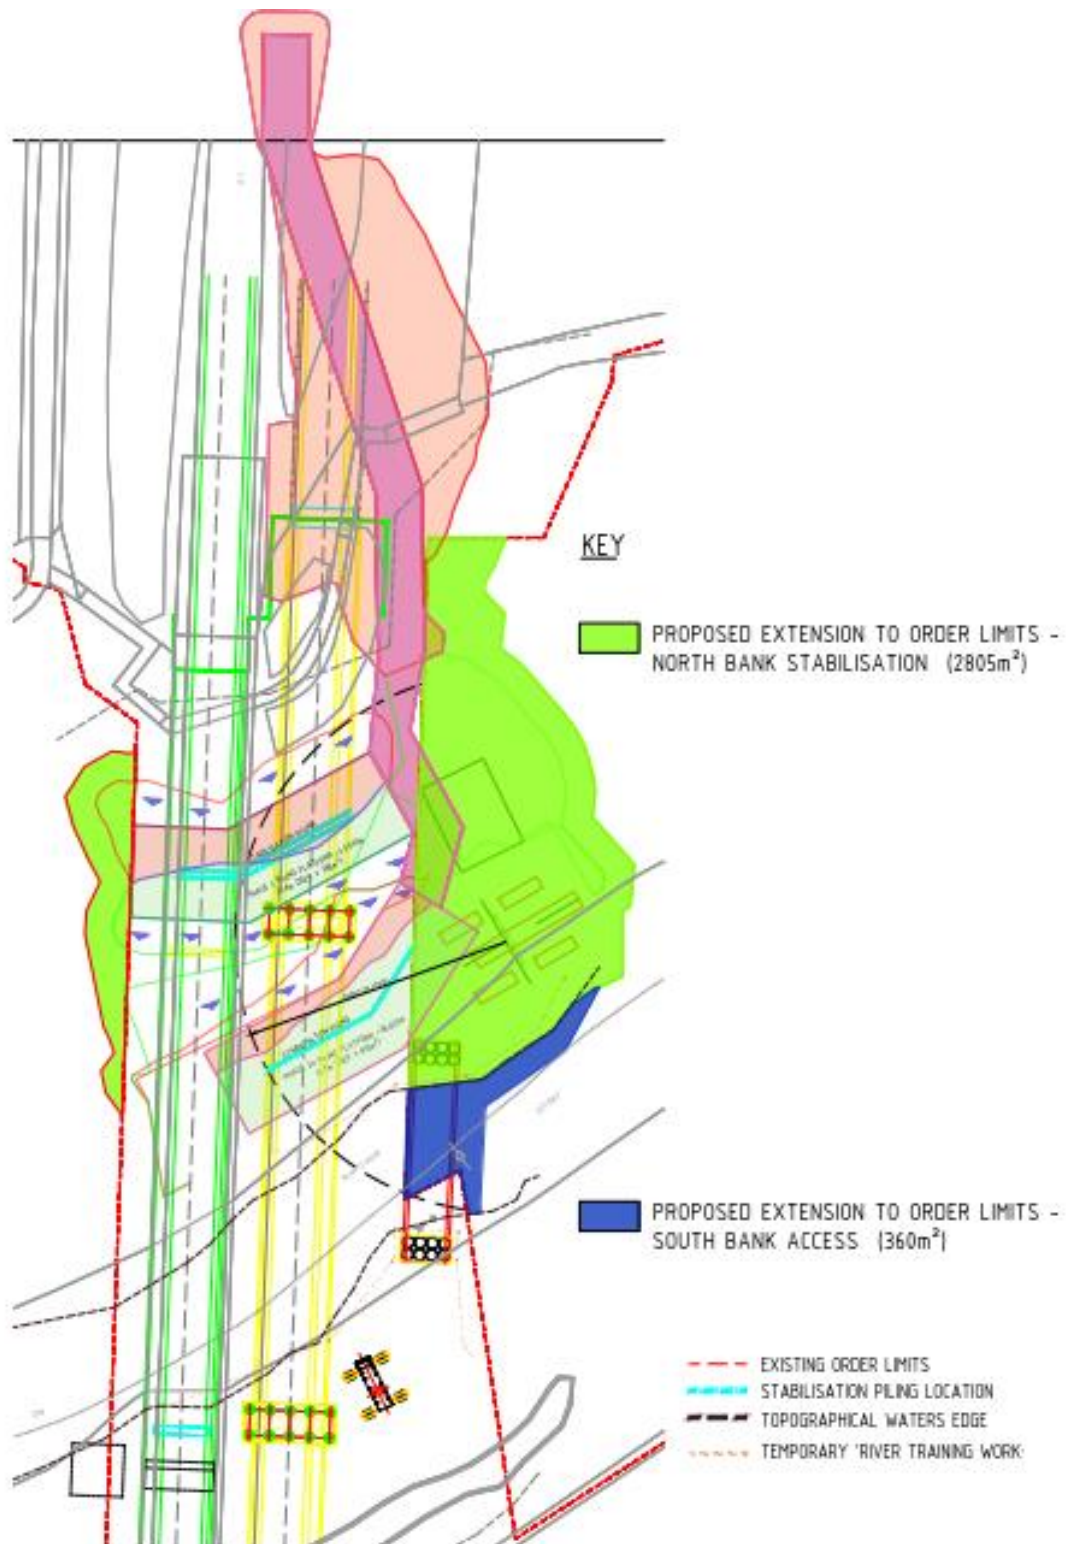 KEY
PROPOSED EXTENSION TO ORDER LIMITS -
NORTH BANK STABILISATION (2805m²)
PROPOSED EXTENSION TO ORDER LIMITS -
SOUTH BANK ACCESS (360m²)
EXISTING ORDER LIMITS
STABILISATION PILING LOCATION
TOPOGRAPHICAL WATERS EDGE
TEMPORARY 'RIVER TRAINING WORK